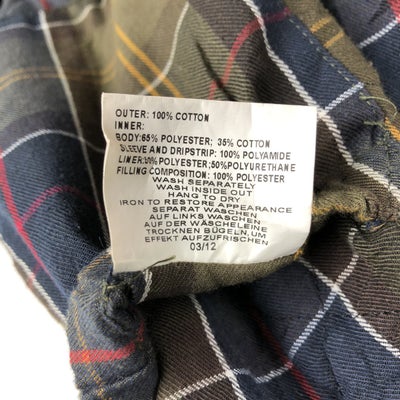 OUTER: 100% COTTON
INNER:
BODY:65% POLYESTER; 35% COTTON
SLEEVE AND DRIPSTRIP: 100% POLYAMIDE
LINER: POLYESTER; 50% POLYURETHANE
FILLING COMPOSITION: 100% POLYESTER
WASH SEPARATELY
WASH INSIDE OUT
HANG TO DRY
IRON TO RESTORE APPEARANCE
SEPARAT WASCHEN
AUF LINKS WASCHEN
AUF DER WÄSCHELEINE
TROCKNEN BÜGELN, UM
EFFEKT AUFZUFRISCHEN
03/12